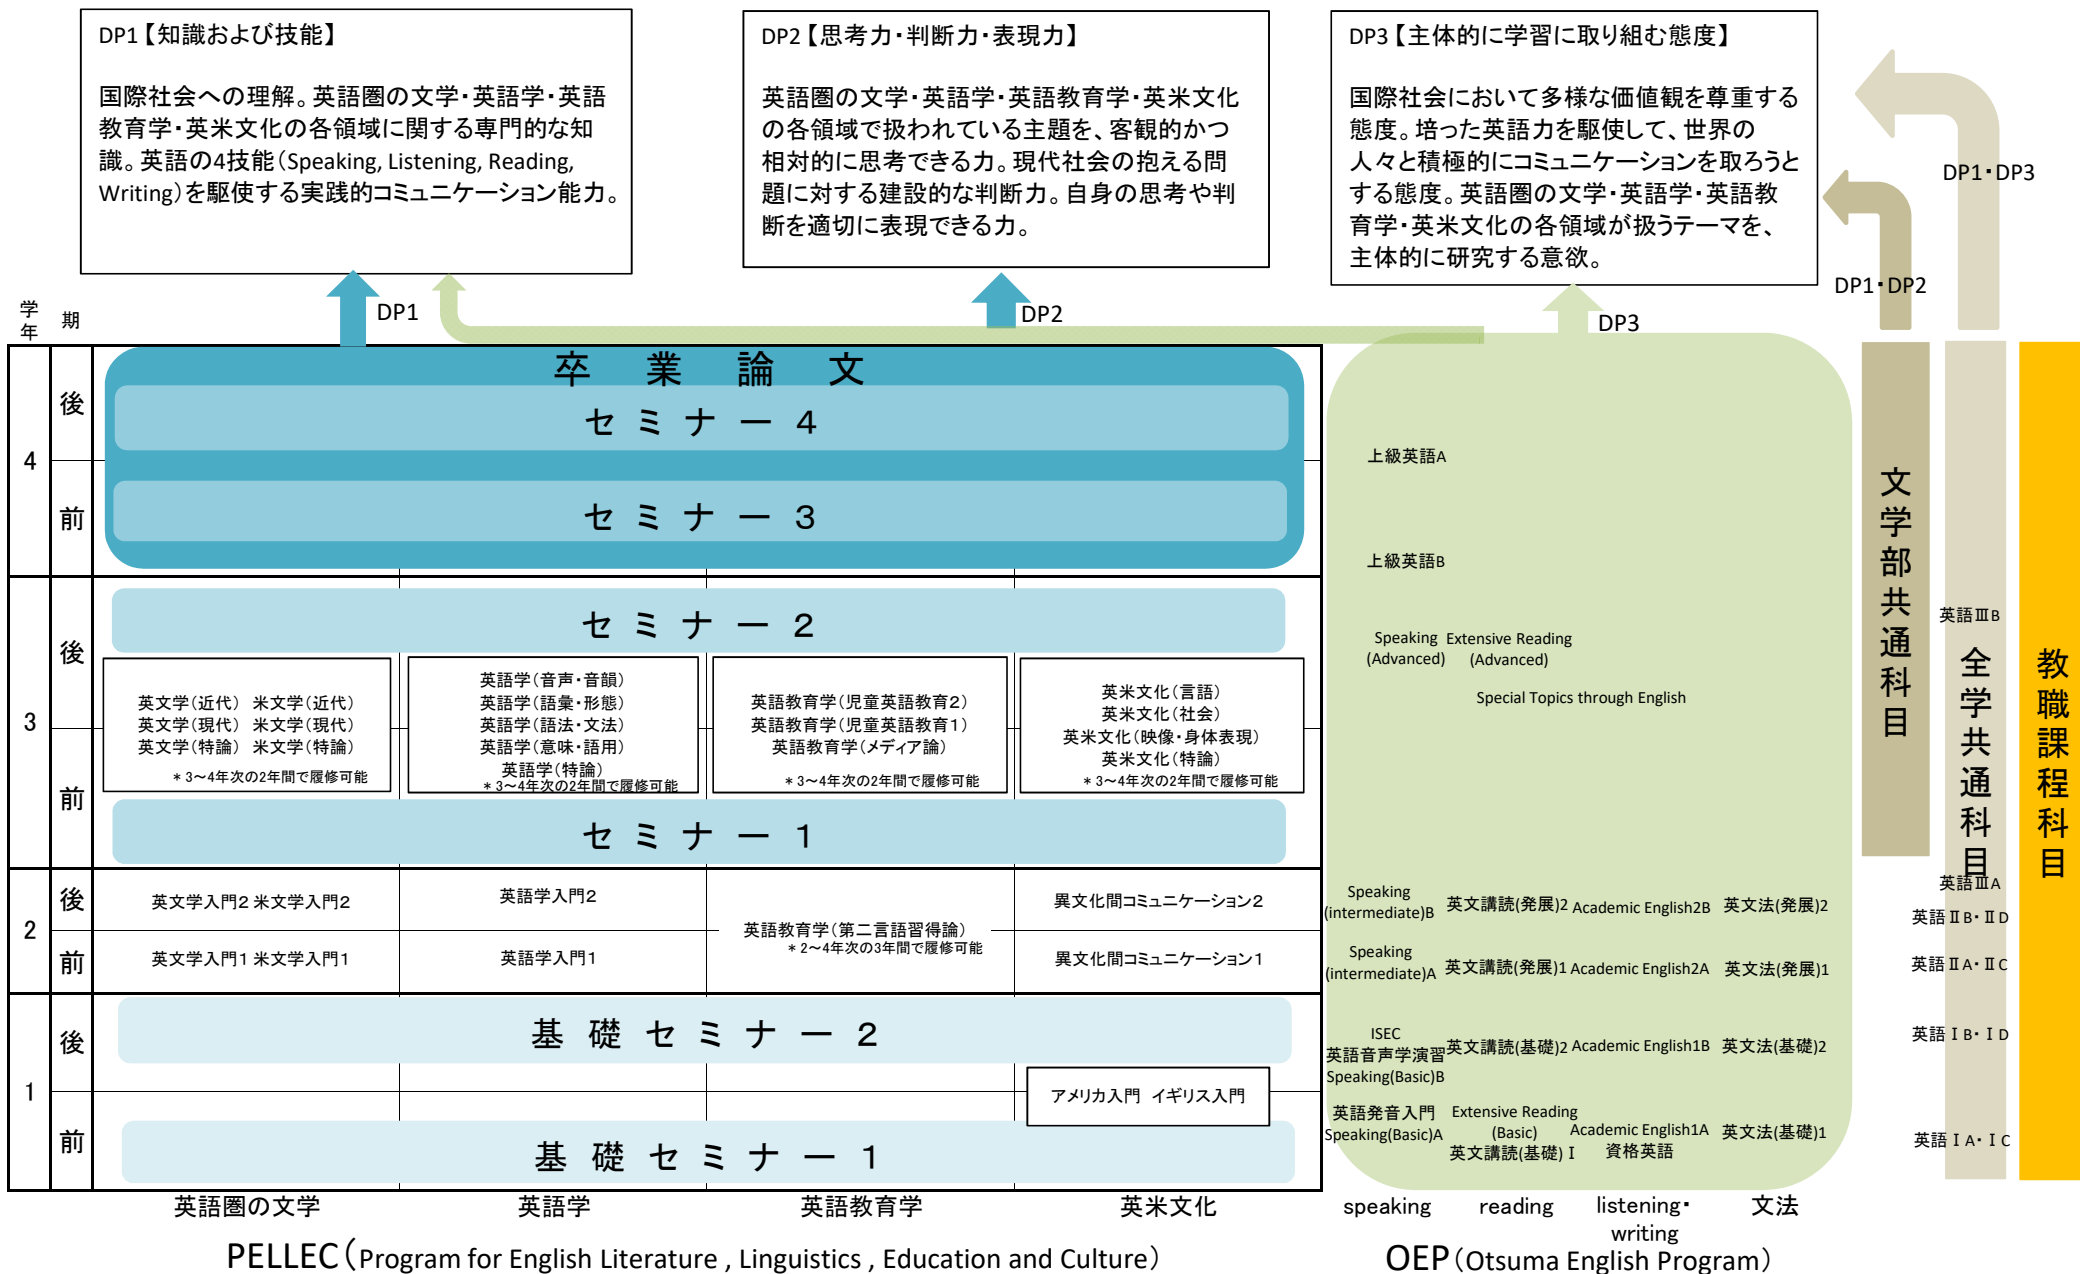 DP1【知識および技能】
国際社会への理解。英語圏の文学・英語学・英語
教育学・英米文化の各領域に関する専門的な知
識。英語の4技能（Speaking, Listening, Reading,
Writing）を駆使する実践的コミュニケーション能力。
DP2【思考力・判断力・表現力】
英語圏の文学・英語学・英語教育学・英米文化
の各領域で扱われている主題を、客観的かつ
相対的に思考できる力。現代社会の抱える問
題に対する建設的な判断力。自身の思考や判
断を適切に表現できる力。
DP3【主体的に学習に取り組む態度】
国際社会において多様な価値観を尊重する
態度。培った英語力を駆使して、世界の
人々と積極的にコミュニケーションを取ろうと
する態度。英語圏の文学・英語学・英語教
育学・英米文化の各領域が扱うテーマを、
主体的に研究する意欲。
DP1・DP3
DP1・DP2
DP1
DP2
DP3
学年
期
卒業論文
後
セミナー４
4
前
セミナー３
後
セミナー２
3
英文学（近代） 米文学（近代）
英文学（現代） 米文学（現代）
英文学（特論） 米文学（特論）
＊3～4年次の2年間で履修可能
英語学（音声・音韻）
英語学（語彙・形態）
英語学（語法・文法）
英語学（意味・語用）
英語学（特論）
＊3～4年次の2年間で履修可能
英語教育学（児童英語教育2）
英語教育学（児童英語教育1）
英語教育学（メディア論）
＊3～4年次の2年間で履修可能
英米文化（言語）
英米文化（社会）
英米文化（映像・身体表現）
英米文化（特論）
＊3～4年次の2年間で履修可能
前
セミナー１
2
後
英文学入門2 米文学入門2
英語学入門2
異文化間コミュニケーション2
英語教育学（第二言語習得論）
＊2～4年次の3年間で履修可能
前
英文学入門1 米文学入門1
英語学入門1
異文化間コミュニケーション1
1
後
基礎セミナー２
アメリカ入門 イギリス入門
前
基礎セミナー１
英語圏の文学
英語学
英語教育学
英米文化
PELLEC（Program for English Literature , Linguistics , Education and Culture）
上級英語A
上級英語B
Speaking
(Advanced)
Extensive Reading
(Advanced)
Special Topics through English
Speaking
(intermediate)B
英文講読(発展)2
Academic English2B
英文法(発展)2
Speaking
(intermediate)A
英文講読(発展)1
Academic English2A
英文法(発展)1
ISEC
英語音声学演習
Speaking(Basic)B
英文講読(基礎)2
Academic English1B
英文法(基礎)2
英語発音入門
Speaking(Basic)A
Extensive Reading
(Basic)
英文講読(基礎)Ⅰ
Academic English1A
資格英語
英文法(基礎)1
speaking
reading
listening・
writing
文法
OEP（Otsuma English Program）
文学部共通科目
全学共通科目
英語ⅢB
英語ⅢA
英語ⅡB・ⅡD
英語ⅡA・ⅡC
英語ⅠB・ⅠD
英語ⅠA・ⅠC
教職課程科目